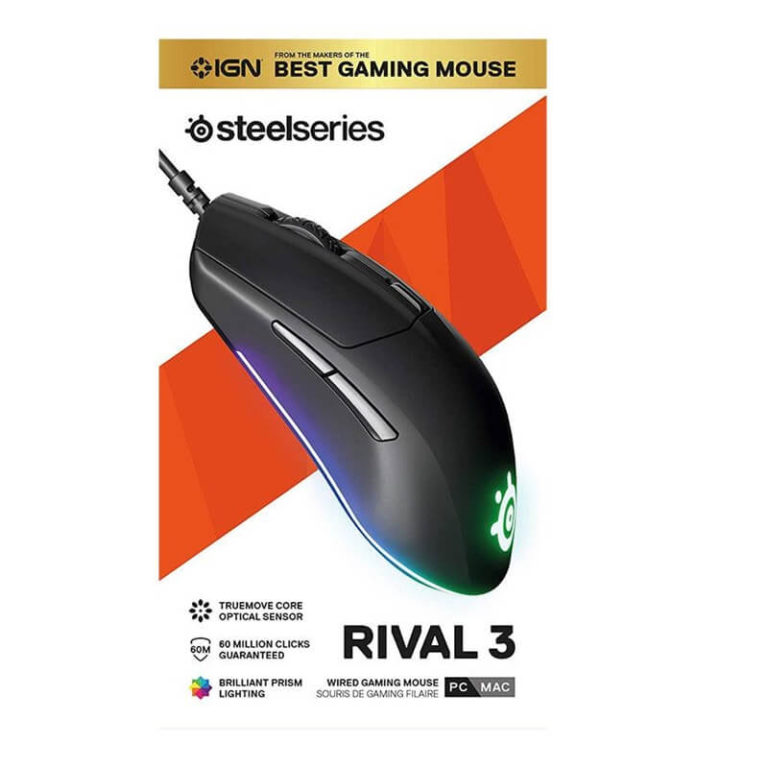 IGN
FROM THE MAKERS OF THE
BEST GAMING MOUSE
steelseries
TRUEMOVE CORE
OPTICAL SENSOR
60M
60 MILLION CLICKS
GUARANTEED
BRILLIANT PRISM
LIGHTING
RIVAL 3
WIRED GAMING MOUSE
SOURIS DE GAMING FILAIRE
PC MAC